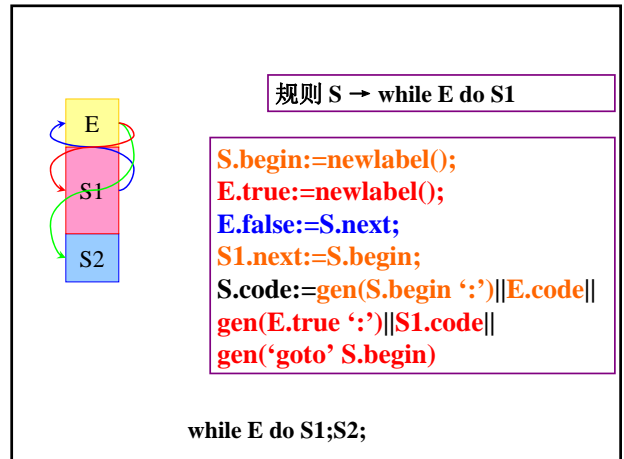 规则 S → while E do S1
E
S1
S2
S.begin:=newlabel();
E.true:=newlabel();
E.false:=S.next;
S1.next:=S.begin;
S.code:=gen(S.begin ‘:’)||E.code||
gen(E.true ‘:’)||S1.code||
gen(‘goto’ S.begin)
while E do S1;S2;